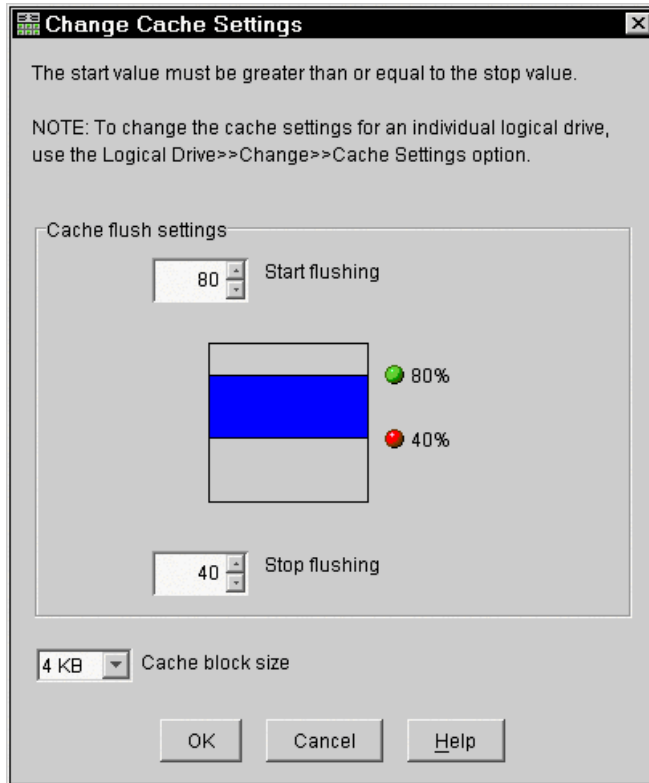 Change Cache Settings
The start value must be greater than or equal to the stop value.
NOTE: To change the cache settings for an individual logical drive,
use the Logical Drive>>Change>>Cache Settings option.
Cache flush settings
80 Start flushing
80%
40%
40 Stop flushing
4 KB Cache block size
OK Cancel Help